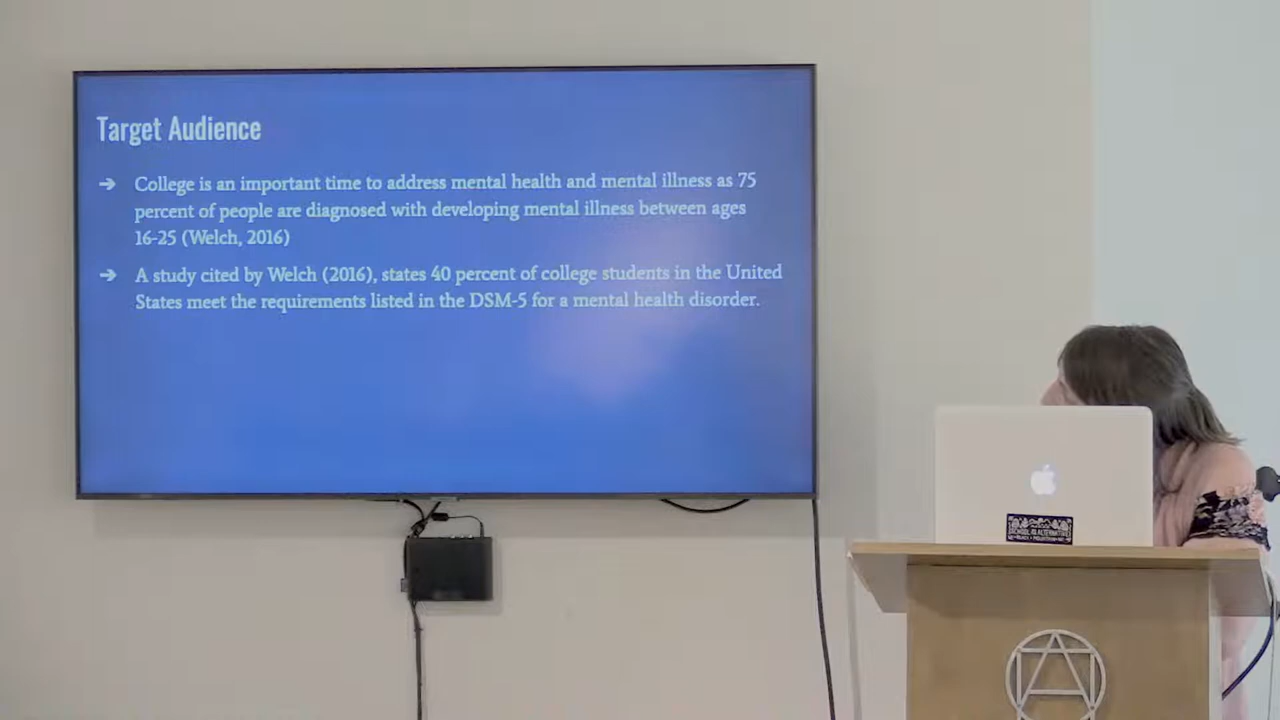 Target Audience
➔ College is an important time to address mental health and mental illness as 75
percent of people are diagnosed with developing mental illness between ages
16-25 (Welch, 2016)
➔ A study cited by Welch (2016), states 40 percent of college students in the United
States meet the requirements listed in the DSM-5 for a mental health disorder.
SCHOOL IS ALTERNATIVE